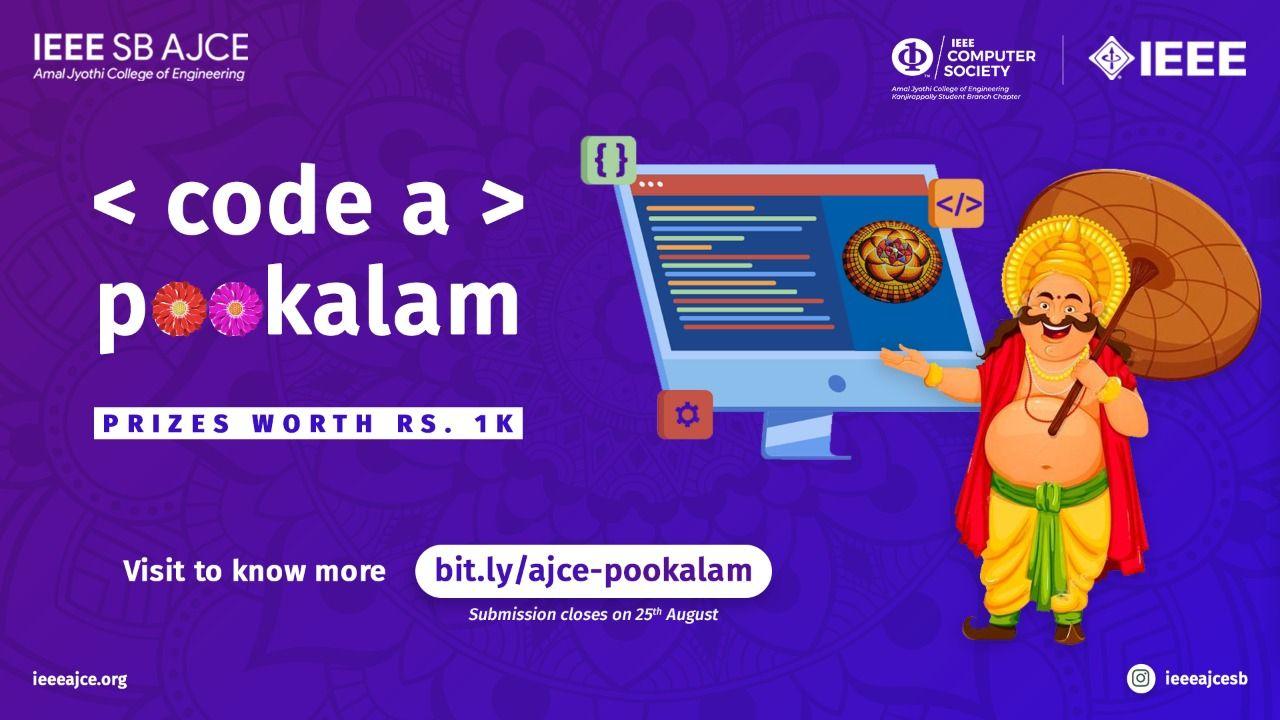 IEEE SB AJCE
Amal Jyothi College of Engineering
IEEE
COMPUTER
SOCIETY
Amal Jyothi College of Engineering
Kanjirappally Student Branch Chapter
IEEE
< code a >
pookalam
{}
</>
PRIZES WORTH RS. 1K
Visit to know more
bit.ly/ajce-pookalam
Submission closes on 25th August
ieeeajce.org
ieeeajcesb